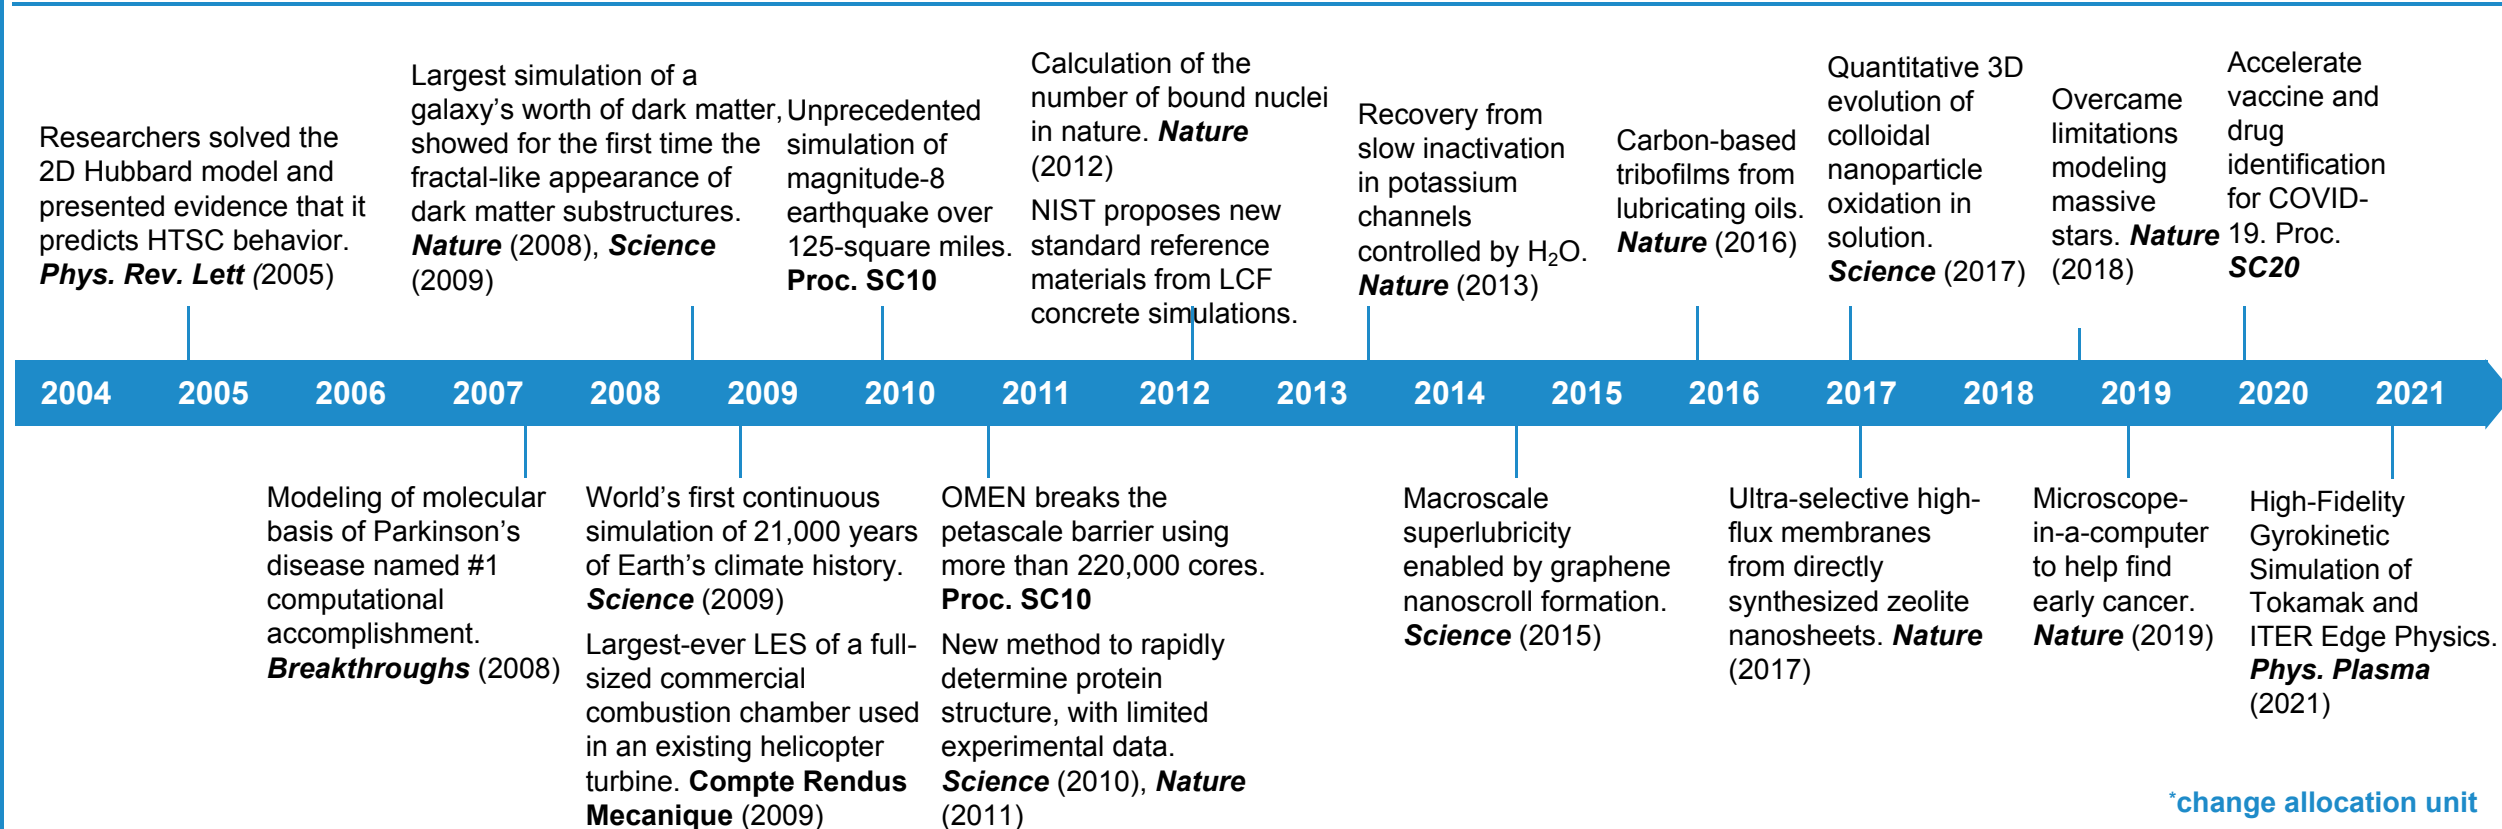 Researchers solved the
2D Hubbard model and
presented evidence that it
predicts HTSC behavior.
Phys. Rev. Lett (2005)
Largest simulation of a
galaxy’s worth of dark matter,
showed for the first time the
fractal-like appearance of
dark matter substructures.
Nature (2008), Science
(2009)
Unprecedented
simulation of
magnitude-8
earthquake over
125-square miles.
Proc. SC10
Calculation of the
number of bound nuclei
in nature. Nature
(2012)
NIST proposes new
standard reference
materials from LCF
concrete simulations.
Recovery from
slow inactivation
in potassium
channels
controlled by H₂O.
Nature (2013)
Carbon-based
tribofilms from
lubricating oils.
Nature (2016)
Quantitative 3D
evolution of
colloidal
nanoparticle
oxidation in
solution.
Science (2017)
Overcame
limitations
modeling
massive
stars. Nature
(2018)
Accelerate
vaccine and
drug
identification
for COVID-
19. Proc.
SC20
2004 2005 2006 2007 2008 2009 2010 2011 2012 2013 2014 2015 2016 2017 2018 2019 2020 2021
Modeling of molecular
basis of Parkinson’s
disease named #1
computational
accomplishment.
Breakthroughs (2008)
World’s first continuous
simulation of 21,000 years
of Earth’s climate history.
Science (2009)
Largest-ever LES of a full-
sized commercial
combustion chamber used
in an existing helicopter
turbine. Compte Rendus
Mecanique (2009)
OMEN breaks the
petascale barrier using
more than 220,000 cores.
Proc. SC10
New method to rapidly
determine protein
structure, with limited
experimental data.
Science (2010), Nature
(2011)
Macroscale
superlubricity
enabled by graphene
nanoscroll formation.
Science (2015)
Ultra-selective high-
flux membranes
from directly
synthesized zeolite
nanosheets. Nature
(2017)
Microscope-
in-a-computer
to help find
early cancer.
Nature (2019)
High-Fidelity
Gyrokinetic
Simulation of
Tokamak and
ITER Edge Physics.
Phys. Plasma
(2021)
*change allocation unit